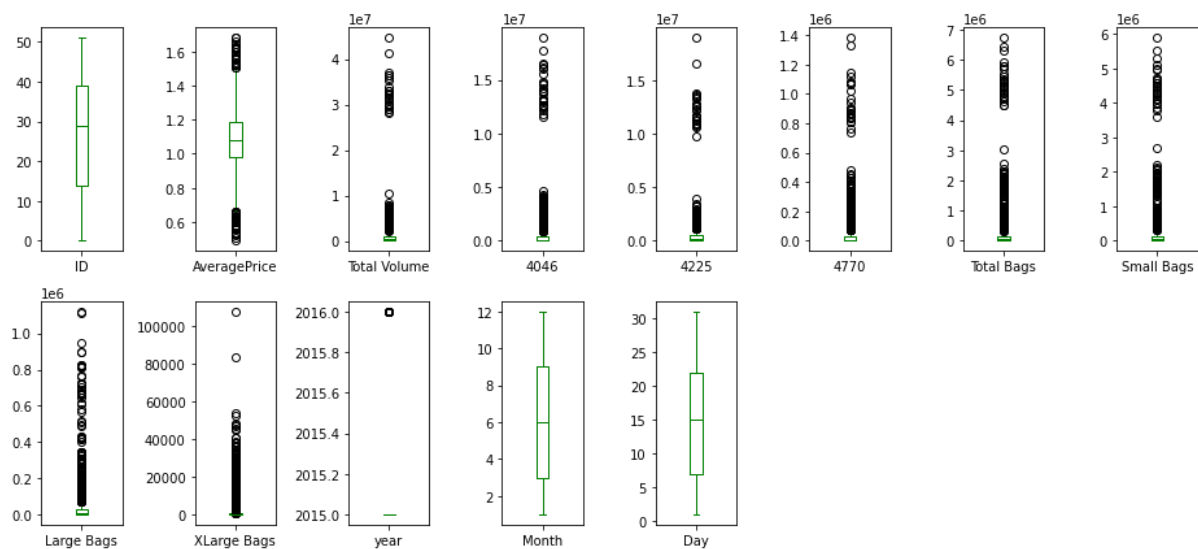 1e7 1e7 1e7 1e6 1e6 1e6
50 40 30 20 10 0
1.6 1.4 1.2 1.0 0.8 0.6
4 3 2 1 0
1.5 1.0 0.5 0.0
1.5 1.0 0.5 0.0
1.4 1.2 1.0 0.8 0.6 0.4 0.2 0.0
7 6 5 4 3 2 1 0
6 5 4 3 2 1 0
ID AveragePrice Total Volume 4046 4225 4770 Total Bags Small Bags
1e6
1.0 0.8 0.6 0.4 0.2 0.0
100000 80000 60000 40000 20000 0
2016.0 2015.8 2015.6 2015.4 2015.2 2015.0
12 10 8 6 4 2
30 25 20 15 10 5 0
Large Bags XLarge Bags year Month Day